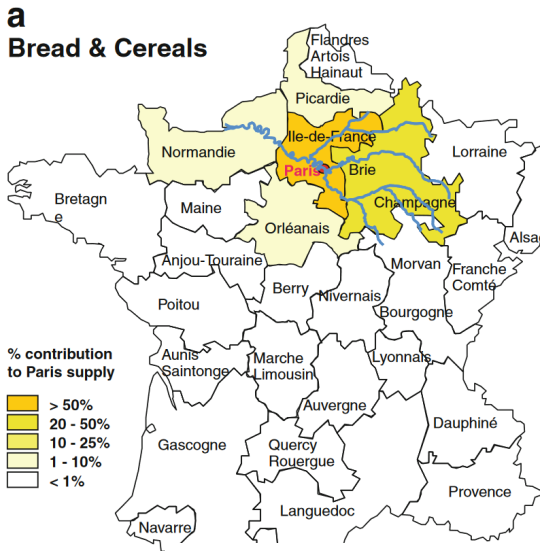 a
Bread & Cereals
Flandres
Artois
Hainaut
Picardie
Ile-de-France
Normandie
Paris
Brie
Lorraine
Bretagn
e
Maine
Champagne
Orléanais
Alsa
Anjou-Touraine
Morvan
Franche
Comté
Berry
Nivernais
Poitou
Bourgogne
% contribution
to Paris supply
> 50%
20 - 50%
10 - 25%
1 - 10%
< 1%
Aunis
Saintonge
Marche
Limousin
Lyonnais
Auvergne
Dauphiné
Gascogne
Quercy
Rouergue
Provence
Languedoc
Navarre